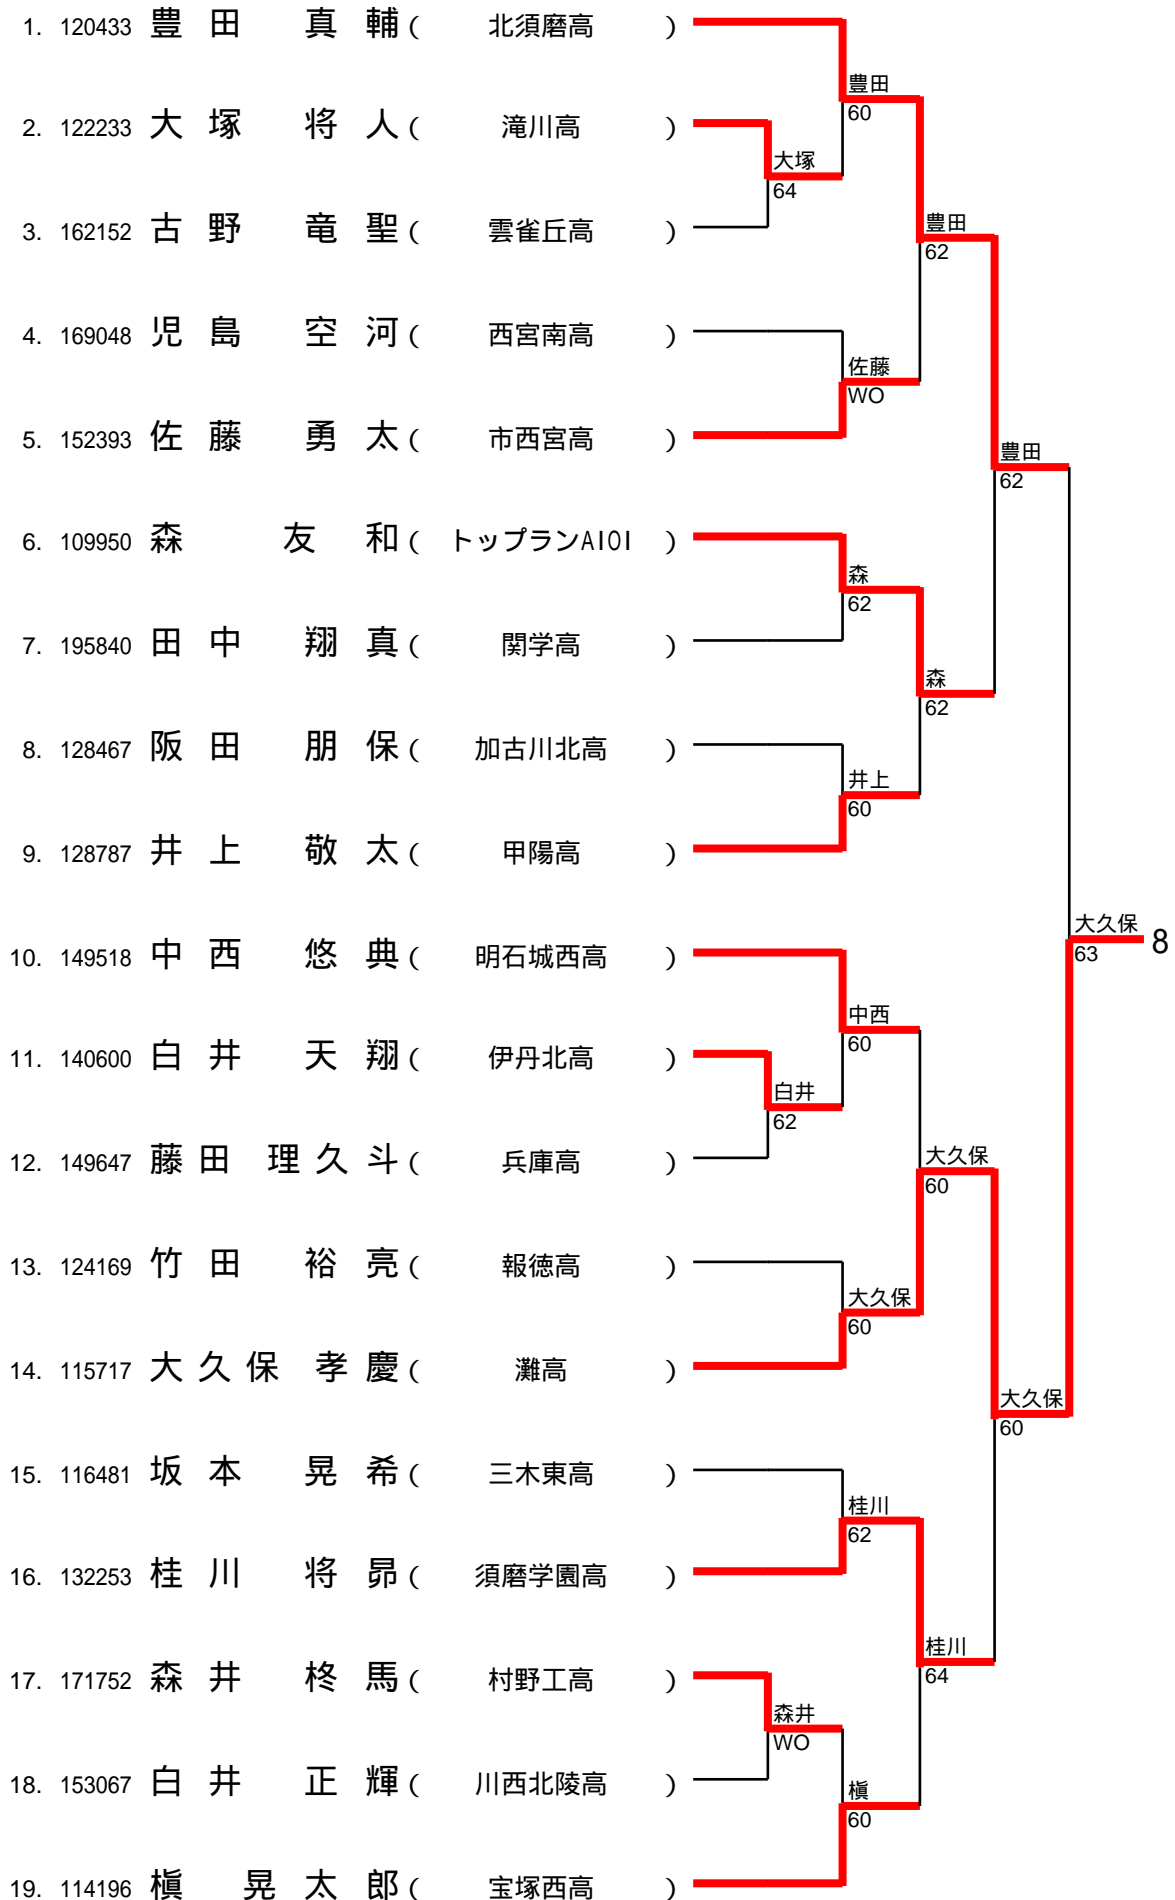 1. 120433 豊田 真輔 ( 北須磨高 )
豊田
60
2. 122233 大塚 将人 ( 滝川高 )
大塚
64
3. 162152 古野 竜聖 ( 雲雀丘高 )
豊田
62
4. 169048 児島 空河 ( 西宮南高 )
佐藤
WO
5. 152393 佐藤 勇太 ( 市西宮高 )
豊田
62
6. 109950 森 友和 ( トップランAIOI )
森
62
7. 195840 田中 翔真 ( 関学高 )
森
62
8. 128467 阪田 朋保 ( 加古川北高 )
井上
60
9. 128787 井上 敬太 ( 甲陽高 )
大久保
63
8
10. 149518 中西 悠典 ( 明石城西高 )
中西
60
11. 140600 白井 天翔 ( 伊丹北高 )
白井
62
12. 149647 藤田 理久斗 ( 兵庫高 )
大久保
60
13. 124169 竹田 裕亮 ( 報徳高 )
大久保
60
14. 115717 大久保 孝慶 ( 灘高 )
大久保
60
15. 116481 坂本 晃希 ( 三木東高 )
桂川
62
16. 132253 桂川 将昴 ( 須磨学園高 )
桂川
64
17. 171752 森井 柊馬 ( 村野工高 )
森井
WO
18. 153067 白井 正輝 ( 川西北陵高 )
槇
60
19. 114196 槇 晃太郎 ( 宝塚西高 )